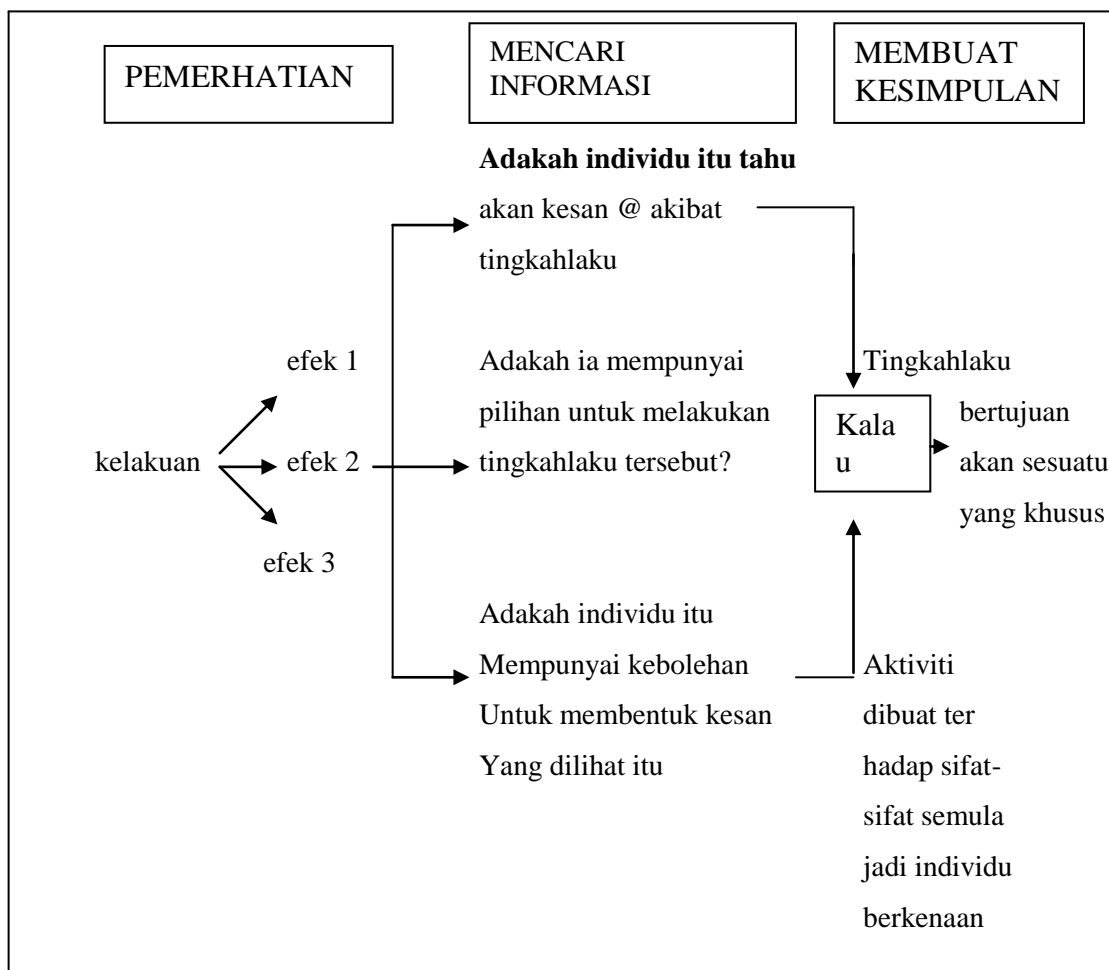 PEMERHATIAN
MENCARI
INFORMASI
MEMBUAT
KESIMPULAN
kelakuan
efek 1
efek 2
efek 3
Adakah individu itu tahu
akan kesan @ akibat
tingkahlaku
Adakah ia mempunyai
pilihan untuk melakukan
tingkahlaku tersebut?
Adakah individu itu
Mempunyai kebolehan
Untuk membentuk kesan
Yang dilihat itu
Kala
u
Tingkahlaku
bertujuan
akan sesuatu
yang khusus
Aktiviti
dibuat ter
hadap sifat-
sifat semula
jadi individu
berkenaan